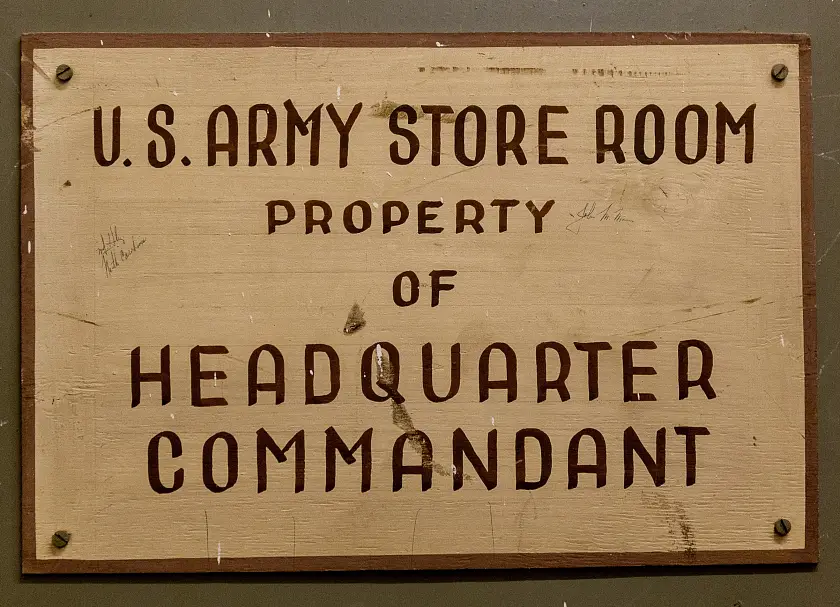 U.S. ARMY STORE ROOM
PROPERTY
OF
HEADQUARTER
COMMANDANT